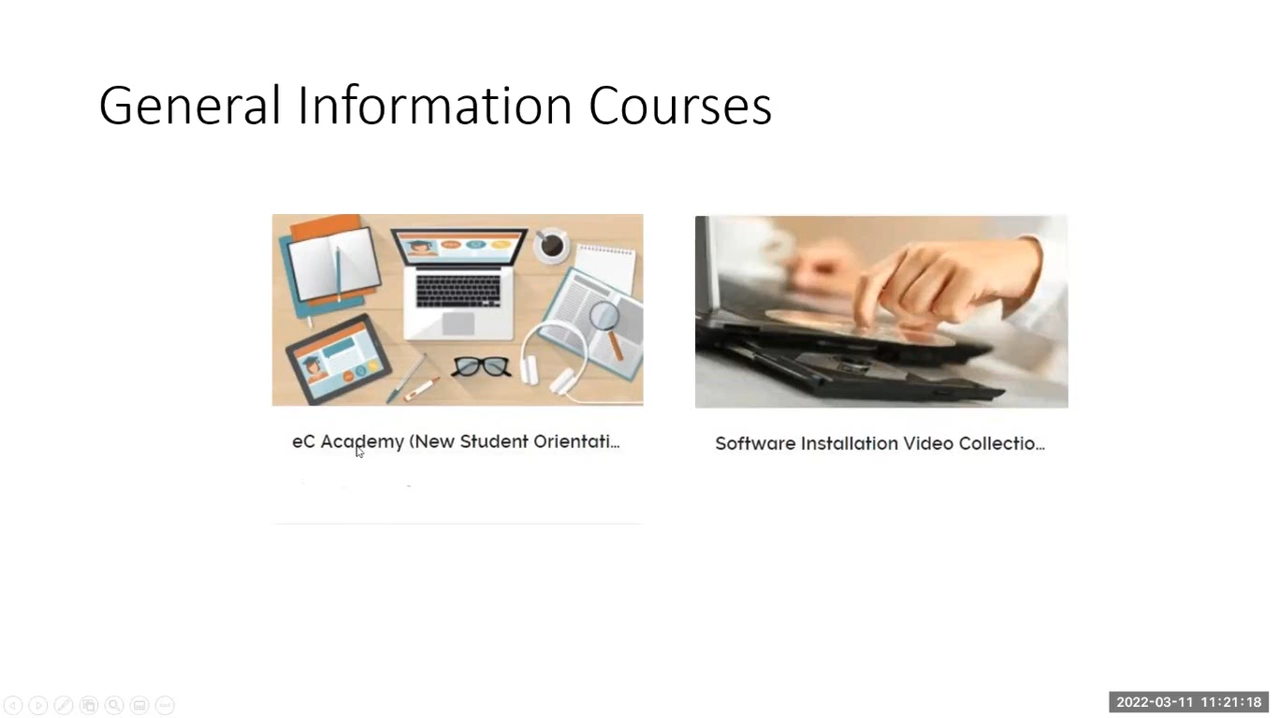 General Information Courses
eC Academy (New Student Orientati...
Software Installation Video Collectio...
2022-03-11 11:21:18